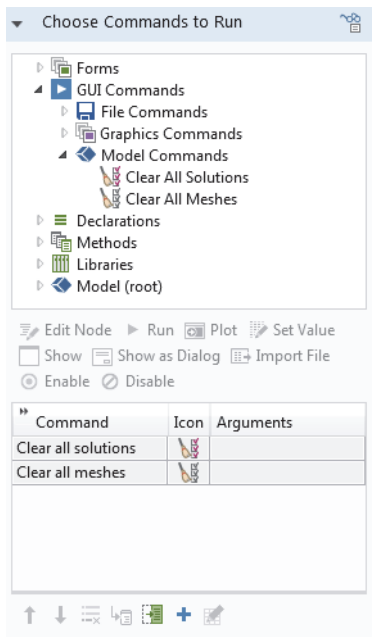 Choose Commands to Run
Forms
GUI Commands
File Commands
Graphics Commands
Model Commands
Clear All Solutions
Clear All Meshes
Declarations
Methods
Libraries
Model (root)
Edit Node Run Plot Set Value
Show Show as Dialog Import File
Enable Disable
Command Icon Arguments
Clear all solutions
Clear all meshes